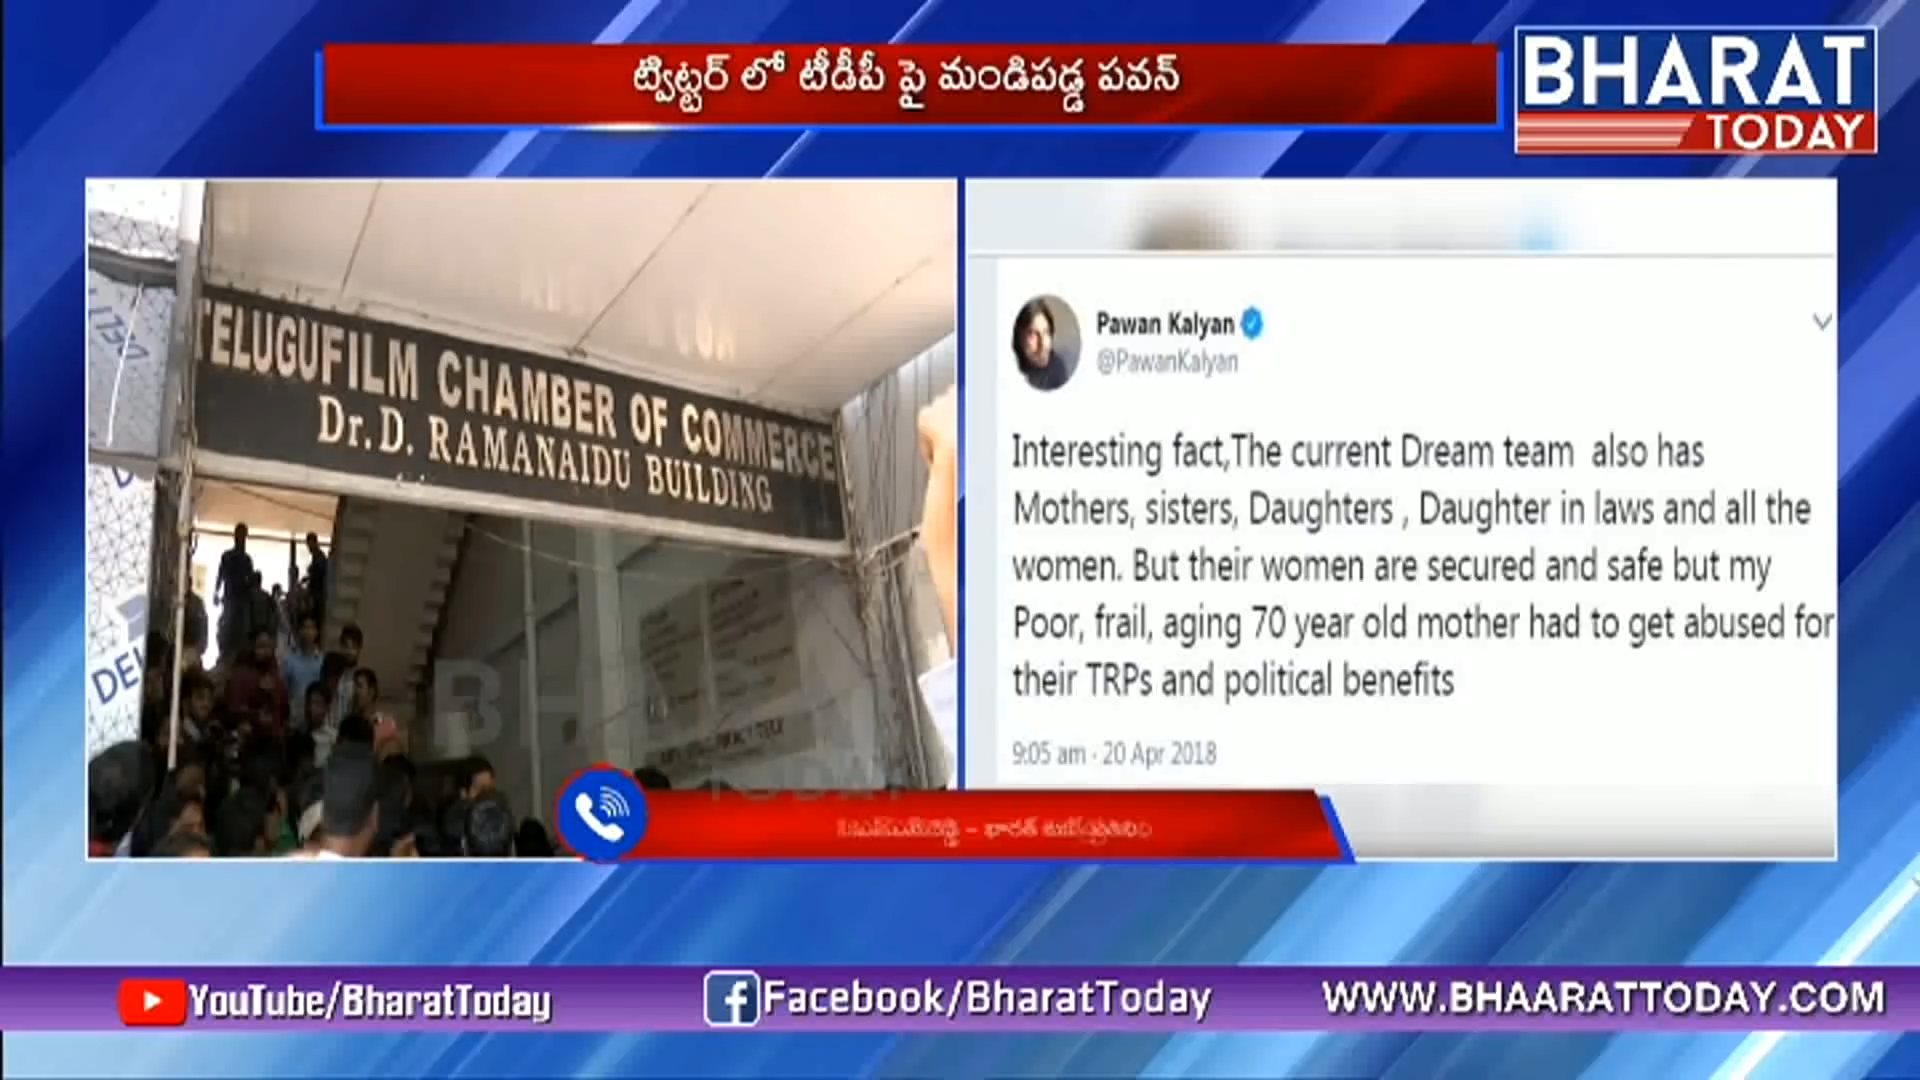 ట్విట్టర్ లో టీడీపీ పై మండిపడ్డ పవన్
BHARAT
TODAY
TELUGUFILM CHAMBER OF COMMERCE
Dr. D. RAMANAIDU BUILDING
BHARAT
TODAY
Pawan Kalyan
@PawanKalyan
Interesting fact,The current Dream team also has
Mothers, sisters, Daughters , Daughter in laws and all the
women. But their women are secured and safe but my
Poor, frail, aging 70 year old mother had to get abused for
their TRPs and political benefits
9:05 am - 20 Apr 2018
– భారత్
YouTube/BharatToday
Facebook/BharatToday
WWW.BHAARATTODAY.COM